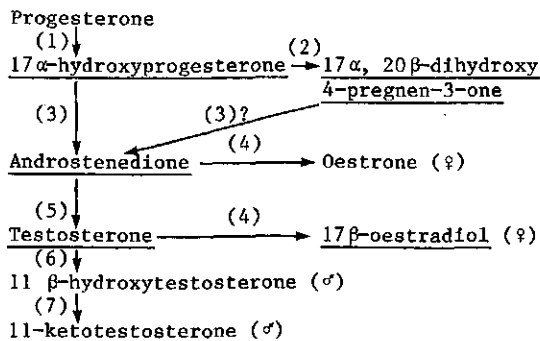 Progesterone
(1)
(2)
17α-hydroxyprogesterone 17α, 20β-dihydroxy
4-pregnen-3-one
(3) (3)?
(4)
Androstenedione Oestrone (♀)
(5) (4)
Testosterone 17β-oestradiol (♀)
(6)
11 β-hydroxytestosterone (♂)
(7)
11-ketotestosterone (♂)